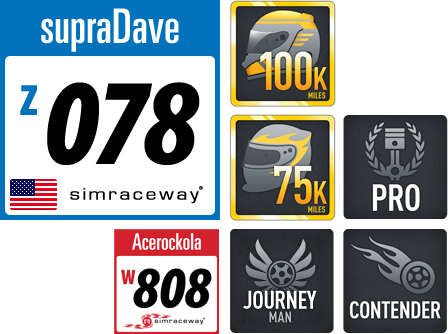 supraDave
Z 078
simraceway
100K
MILES
75K
MILES
PRO
Acerockola
W 808
simraceway
JOURNEY
MAN
CONTENDER